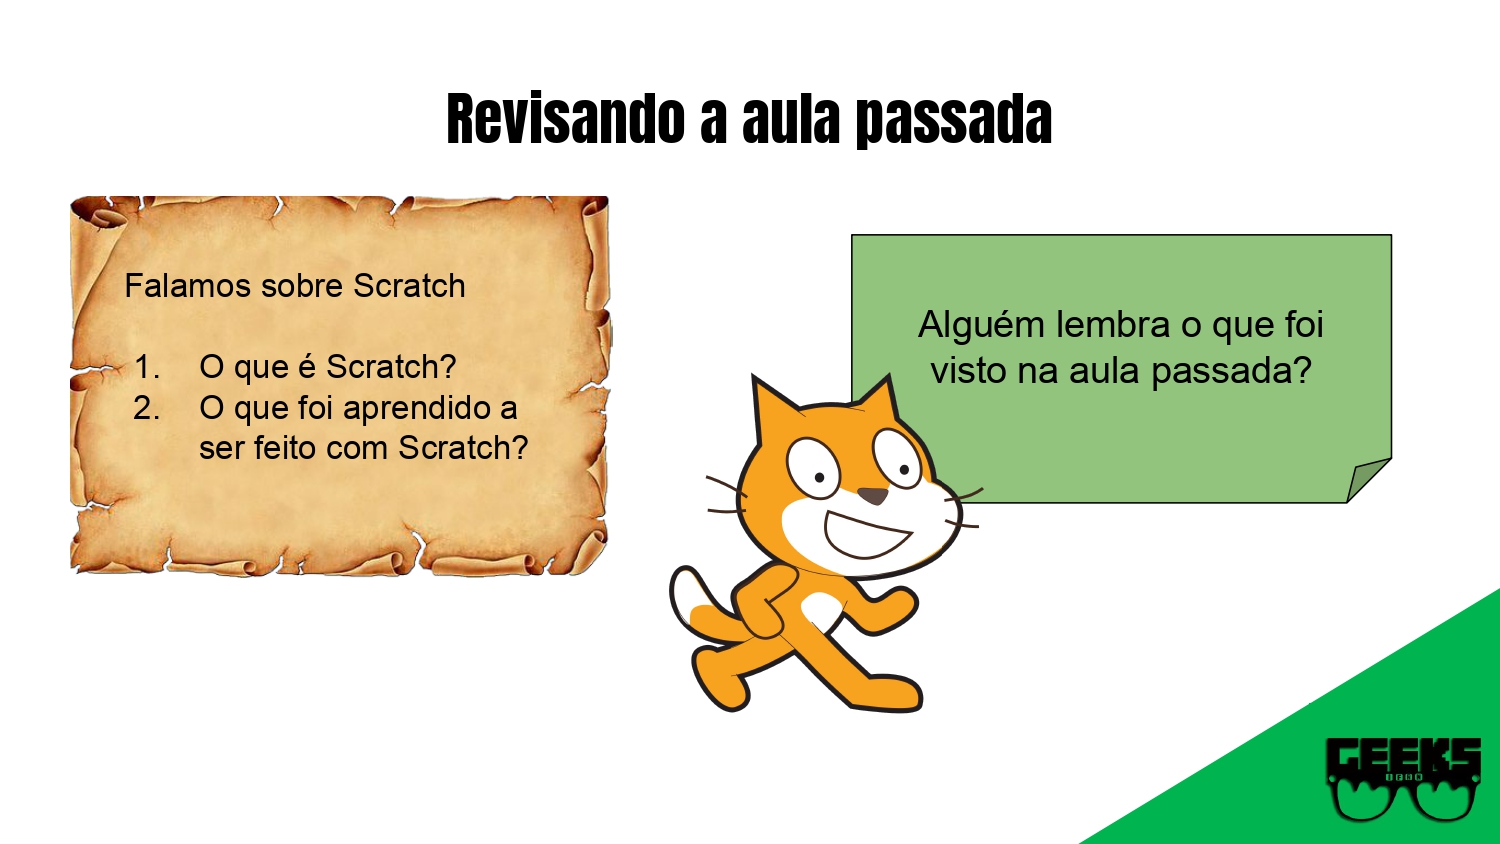 Revisando a aula passada
Falamos sobre Scratch
1. O que é Scratch?
2. O que foi aprendido a
ser feito com Scratch?
Alguém lembra o que foi
visto na aula passada?
GEEKS
IFRN